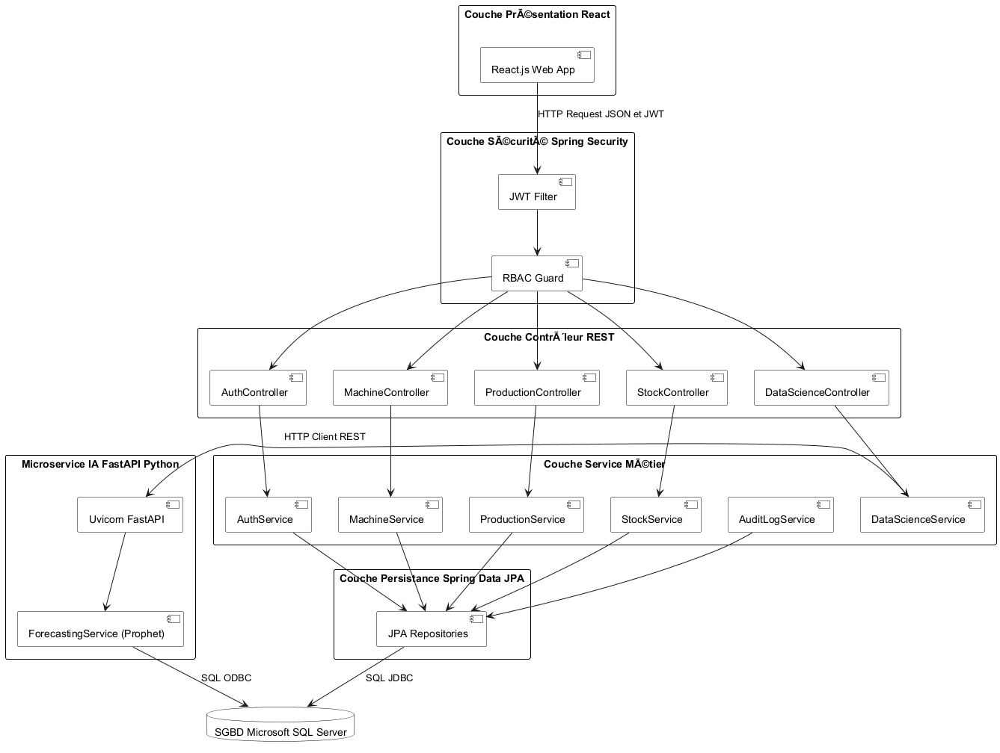 Couche PrÃ©sentation React
React.js Web App
HTTP Request JSON et JWT
Couche SÃ©curitÃ© Spring Security
JWT Filter
RBAC Guard
Couche ContrÃ´leur REST
AuthController
MachineController
ProductionController
StockController
DataScienceController
HTTP Client REST
Microservice IA FastAPI Python
Couche Service MÃ©tier
Uvicorn FastAPI
AuthService
MachineService
ProductionService
StockService
AuditLogService
DataScienceService
Couche Persistance Spring Data JPA
ForecastingService (Prophet)
JPA Repositories
SQL ODBC
SQL JDBC
SGBD Microsoft SQL Server